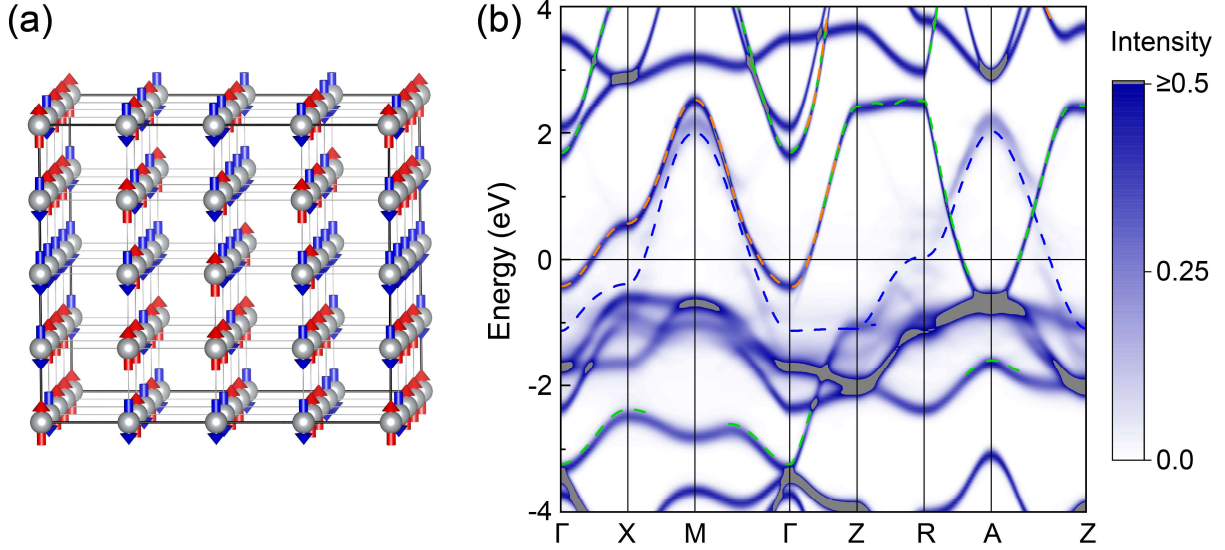 (a)
(b)
Intensity
≥0.5
0.25
0.0
Energy (eV)
4
2
0
-2
-4
Γ X M Γ Z R A Z